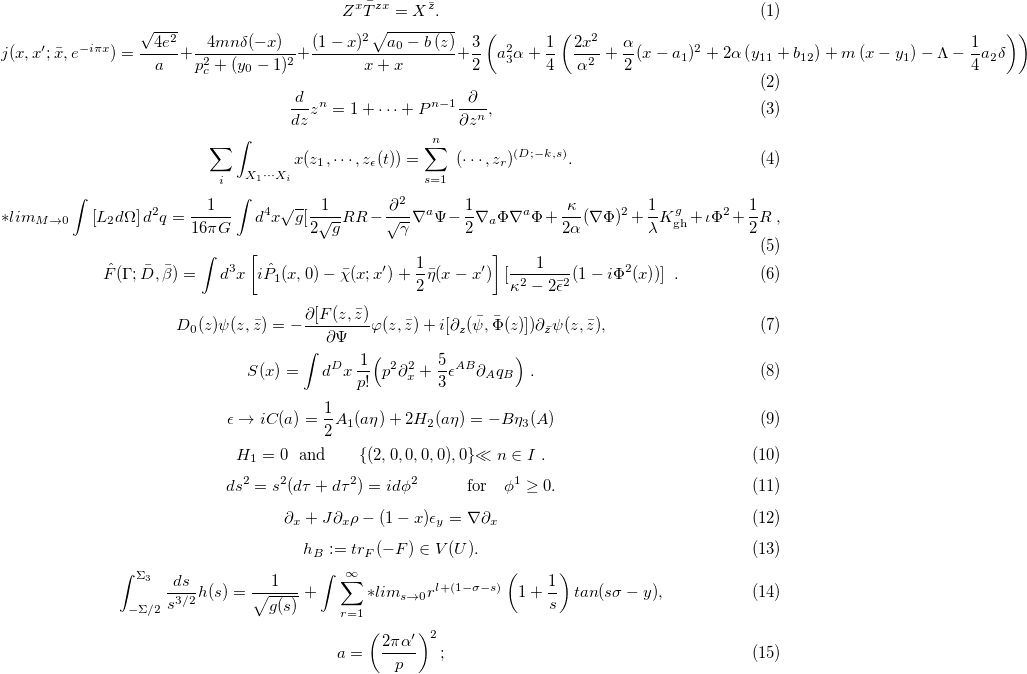 Z^x \bar{T}^{zx} = X^{\bar{z}}. (1)
j(x, x'; \bar{x}, e^{-i\pi x}) = \frac{\sqrt{4e^2}}{a} + \frac{4mn\delta(-x)}{p_c^2 + (y_0 - 1)^2} + \frac{(1-x)^2 \sqrt{a_0 - b(z)}}{x + x} + \frac{3}{2} \left( a_3^2 \alpha + \frac{1}{4} \left( \frac{2x^2}{\alpha^2} + \frac{\alpha}{2}(x - a_1)^2 + 2\alpha (y_{11} + b_{12}) + m(x - y_1) - \Lambda - \frac{1}{4} a_2 \delta \right) \right) (2)
\frac{d}{dz} z^n = 1 + \cdots + P^{n-1} \frac{\partial}{\partial z^n}, (3)
\sum_i \int_{X_1 \cdots X_i} x(z_1, \cdots, z_\epsilon(t)) = \sum_{s=1}^{n} (\cdots, z_r)^{(D;-k,s)}. (4)
*lim_{M \to 0} \int [L_2 d\Omega] d^2 q = \frac{1}{16\pi G} \int d^4 x \sqrt{g} [ \frac{1}{2\sqrt{g}} RR - \frac{\partial^2}{\sqrt{\gamma}} \nabla^a \Psi - \frac{1}{2} \nabla_a \Phi \nabla^a \Phi + \frac{\kappa}{2\alpha} (\nabla \Phi)^2 + \frac{1}{\lambda} K_{\text{gh}}^g + \iota \Phi^2 + \frac{1}{2} R , (5)
\hat{F}(\Gamma; \bar{D}, \bar{\beta}) = \int d^3 x \left[ i\hat{P}_1(x, 0) - \bar{\chi}(x; x') + \frac{1}{2} \bar{\eta}(x - x') \right] [ \frac{1}{\kappa^2 - 2\bar{\epsilon}^2} (1 - i\Phi^2(x)) ] . (6)
D_0(z)\psi(z, \bar{z}) = -\frac{\partial [F(z, \bar{z})}{\partial \Psi} \varphi(z, \bar{z}) + i[\partial_z(\bar{\psi}, \bar{\Phi}(z)]) \partial_{\bar{z}} \psi(z, \bar{z}), (7)
S(x) = \int d^D x \, \frac{1}{p!} \Big( p^2 \partial_x^2 + \frac{5}{3} \epsilon^{AB} \partial_A q_B \Big) . (8)
\epsilon \to iC(a) = \frac{1}{2} A_1(a\eta) + 2H_2(a\eta) = -B\eta_3(A) (9)
H_1 = 0 and \{(2, 0, 0, 0, 0), 0\} \ll n \in I . (10)
ds^2 = s^2(d\tau + d\tau^2) = id\phi^2 for \phi^1 \geq 0. (11)
\partial_x + J\partial_x \rho - (1 - x)\epsilon_y = \nabla \partial_x (12)
h_B := tr_F(-F) \in V(U). (13)
\int_{-\Sigma/2}^{\Sigma_3} \frac{ds}{s^{3/2}} h(s) = \frac{1}{\sqrt{g(s)}} + \int \sum_{r=1}^{\infty} *lim_{s \to 0} r^{l+(1-\sigma-s)} \left( 1 + \frac{1}{s} \right) tan(s\sigma - y), (14)
a = \left( \frac{2\pi\alpha'}{p} \right)^2 ; (15)